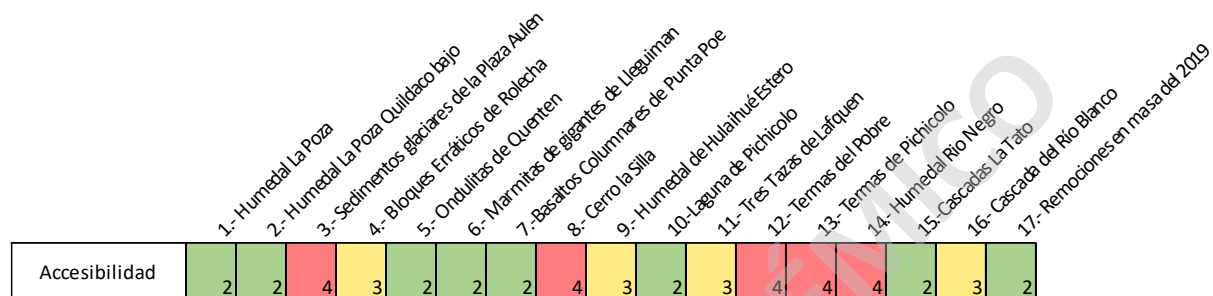 1.- Humedal La Poza
2.- Humedal La Poza Quildaco bajo
3.- Sedimentos glaciares de la Plaza Aulen
4.- Bloques Erráticos de Rolecha
5.- Ondulitas de Quenten
6.- Marmitas de gigantes de Lleguiman
7.-Basaltos Columnares de Punta Poe
8.- Cerro la Silla
9.- Humedal de Hulaihué Estero
10.-Laguna de Pichicolo
11.- Tres Tazas de Lafquen
12.- Termas del Pobre
13.- Termas de Pichicolo
14.- Humedal Rio Negro
15.-Cascadas La Tato
16.- Cascada del Río Blanco
17.- Remociones en masa del 2019
Accesibilidad 2 2 4 3 2 2 2 4 3 2 3 4 4 4 2 3 2
ÉMICO